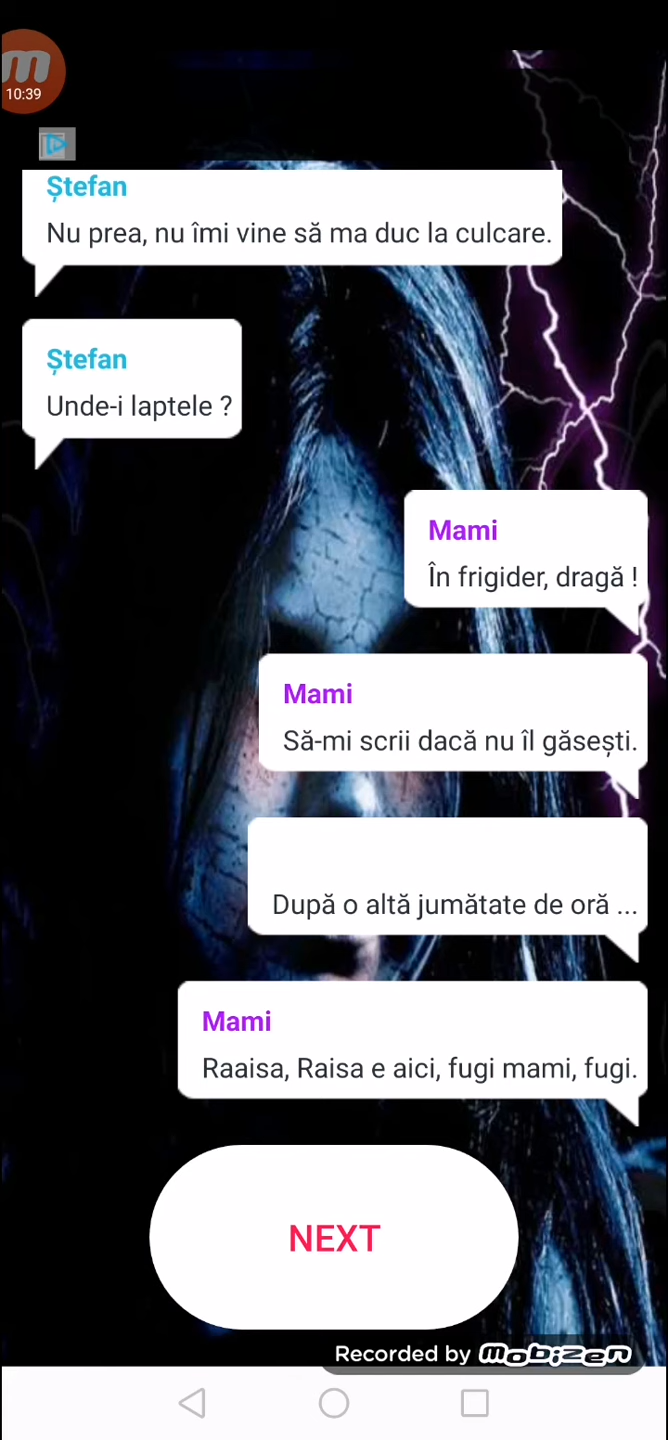 m
10:39
Ștefan
Nu prea, nu îmi vine să ma duc la culcare.
Ștefan
Unde-i laptele ?
Mami
În frigider, dragă !
Mami
Să-mi scrii dacă nu îl găsești.
După o altă jumătate de oră ...
Mami
Raaisa, Raisa e aici, fugi mami, fugi.
NEXT
Recorded by mobizen